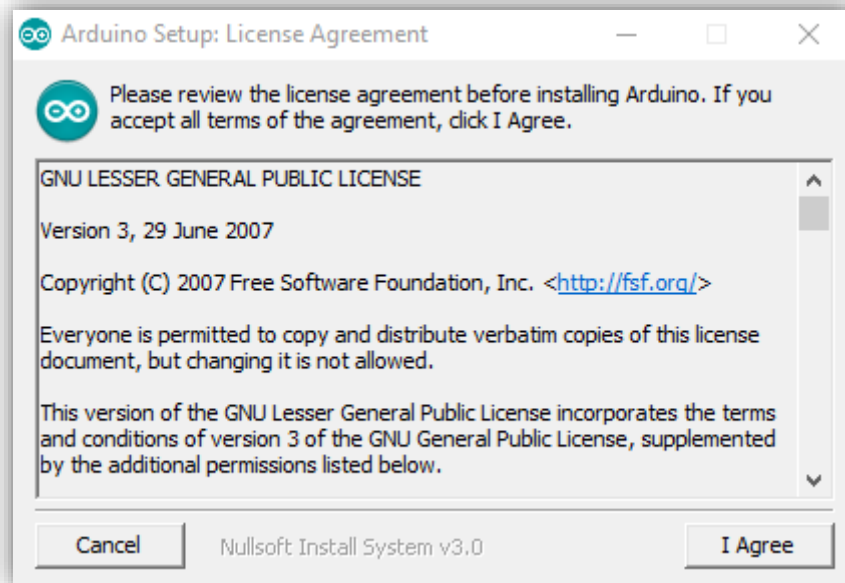 Arduino Setup: License Agreement
Please review the license agreement before installing Arduino. If you
accept all terms of the agreement, click I Agree.
GNU LESSER GENERAL PUBLIC LICENSE
Version 3, 29 June 2007
Copyright (C) 2007 Free Software Foundation, Inc. <http://fsf.org/>
Everyone is permitted to copy and distribute verbatim copies of this license
document, but changing it is not allowed.
This version of the GNU Lesser General Public License incorporates the terms
and conditions of version 3 of the GNU General Public License, supplemented
by the additional permissions listed below.
Cancel
Nullsoft Install System v3.0
I Agree